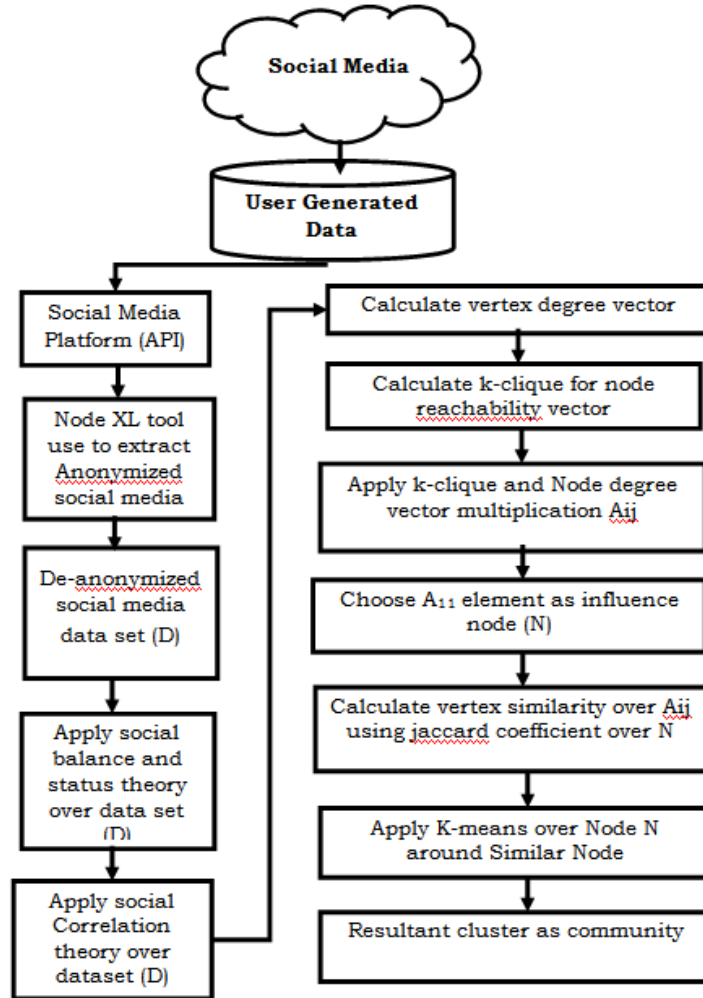 Social Media
User Generated
Data
Social Media
Platform (API)
Node XL tool
use to extract
Anonymized
social media
De-anonymized
social media
data set (D)
Apply social
balance and
status theory
over data set
(D)
Apply social
Correlation
theory over
dataset (D)
Calculate vertex degree vector
Calculate k-clique for node
reachability vector
Apply k-clique and Node degree
vector multiplication Aij
Choose A₁₁ element as influence
node (N)
Calculate vertex similarity over Aij
using jaccard coefficient over N
Apply K-means over Node N
around Similar Node
Resultant cluster as community